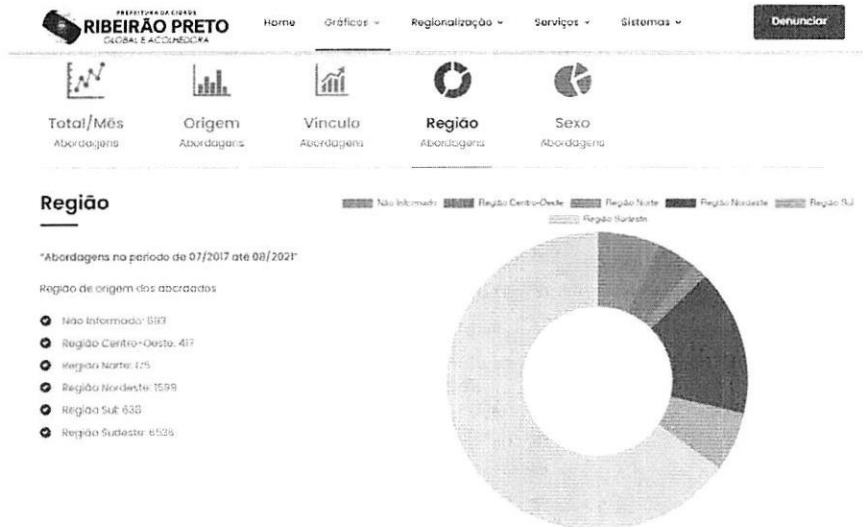 PREFEITURA DA CIDADE
RIBEIRÃO PRETO
GLOBAL E ACOLHEDORA
Home
Gráficos
Regionalização
Serviços
Sistemas
Denunciar
Total/Mês
Abordagens
Origem
Abordagens
Vínculo
Abordagens
Região
Abordagens
Sexo
Abordagens
Região
Não Informado Região Centro-Oeste Região Norte Região Nordeste Região Sul
Região Sudeste
"Abordagens no período de 07/2017 até 08/2021"
Região de origem dos abordados
Não Informado: 693
Região Centro-Oeste: 417
Região Norte: 175
Região Nordeste: 1599
Região Sul: 638
Região Sudeste: 6536